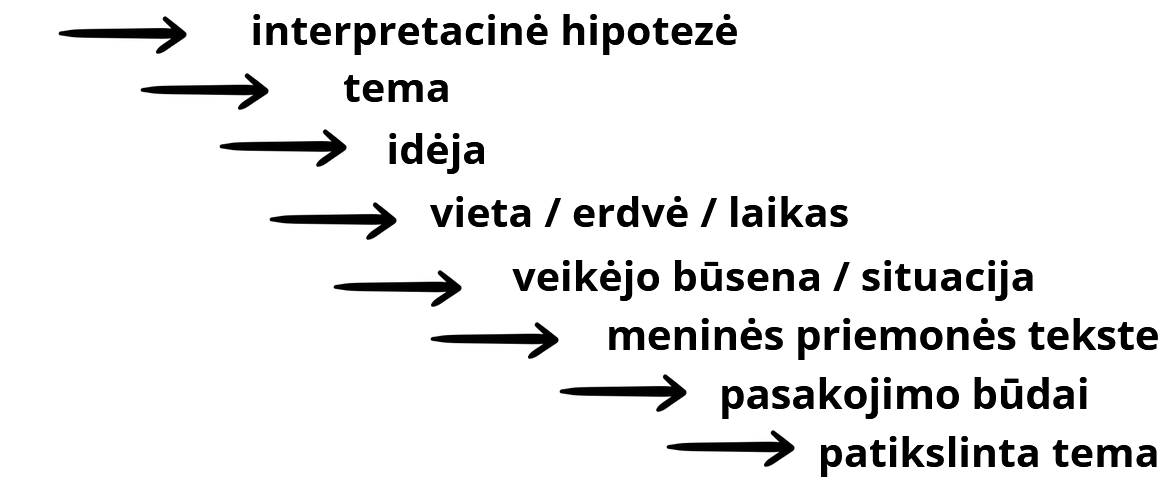 interpretacinė hipotezė
tema
idėja
vieta / erdvė / laikas
veikėjo būsena / situacija
meninės priemonės tekste
pasakojimo būdai
patikslinta tema